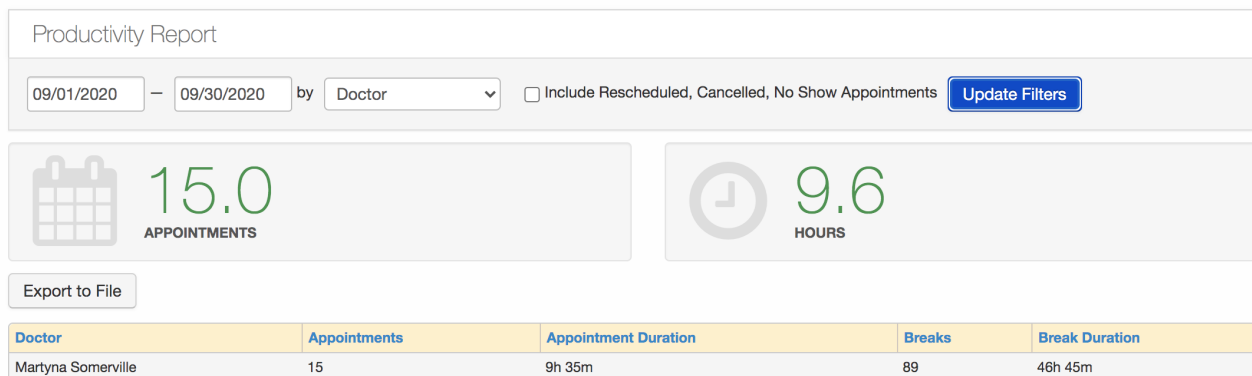 Productivity Report
09/01/2020 – 09/30/2020 by Doctor Include Rescheduled, Cancelled, No Show Appointments Update Filters
15.0 9.6
APPOINTMENTS HOURS
Export to File
Doctor Appointments Appointment Duration Breaks Break Duration
Martyna Somerville 15 9h 35m 89 46h 45m